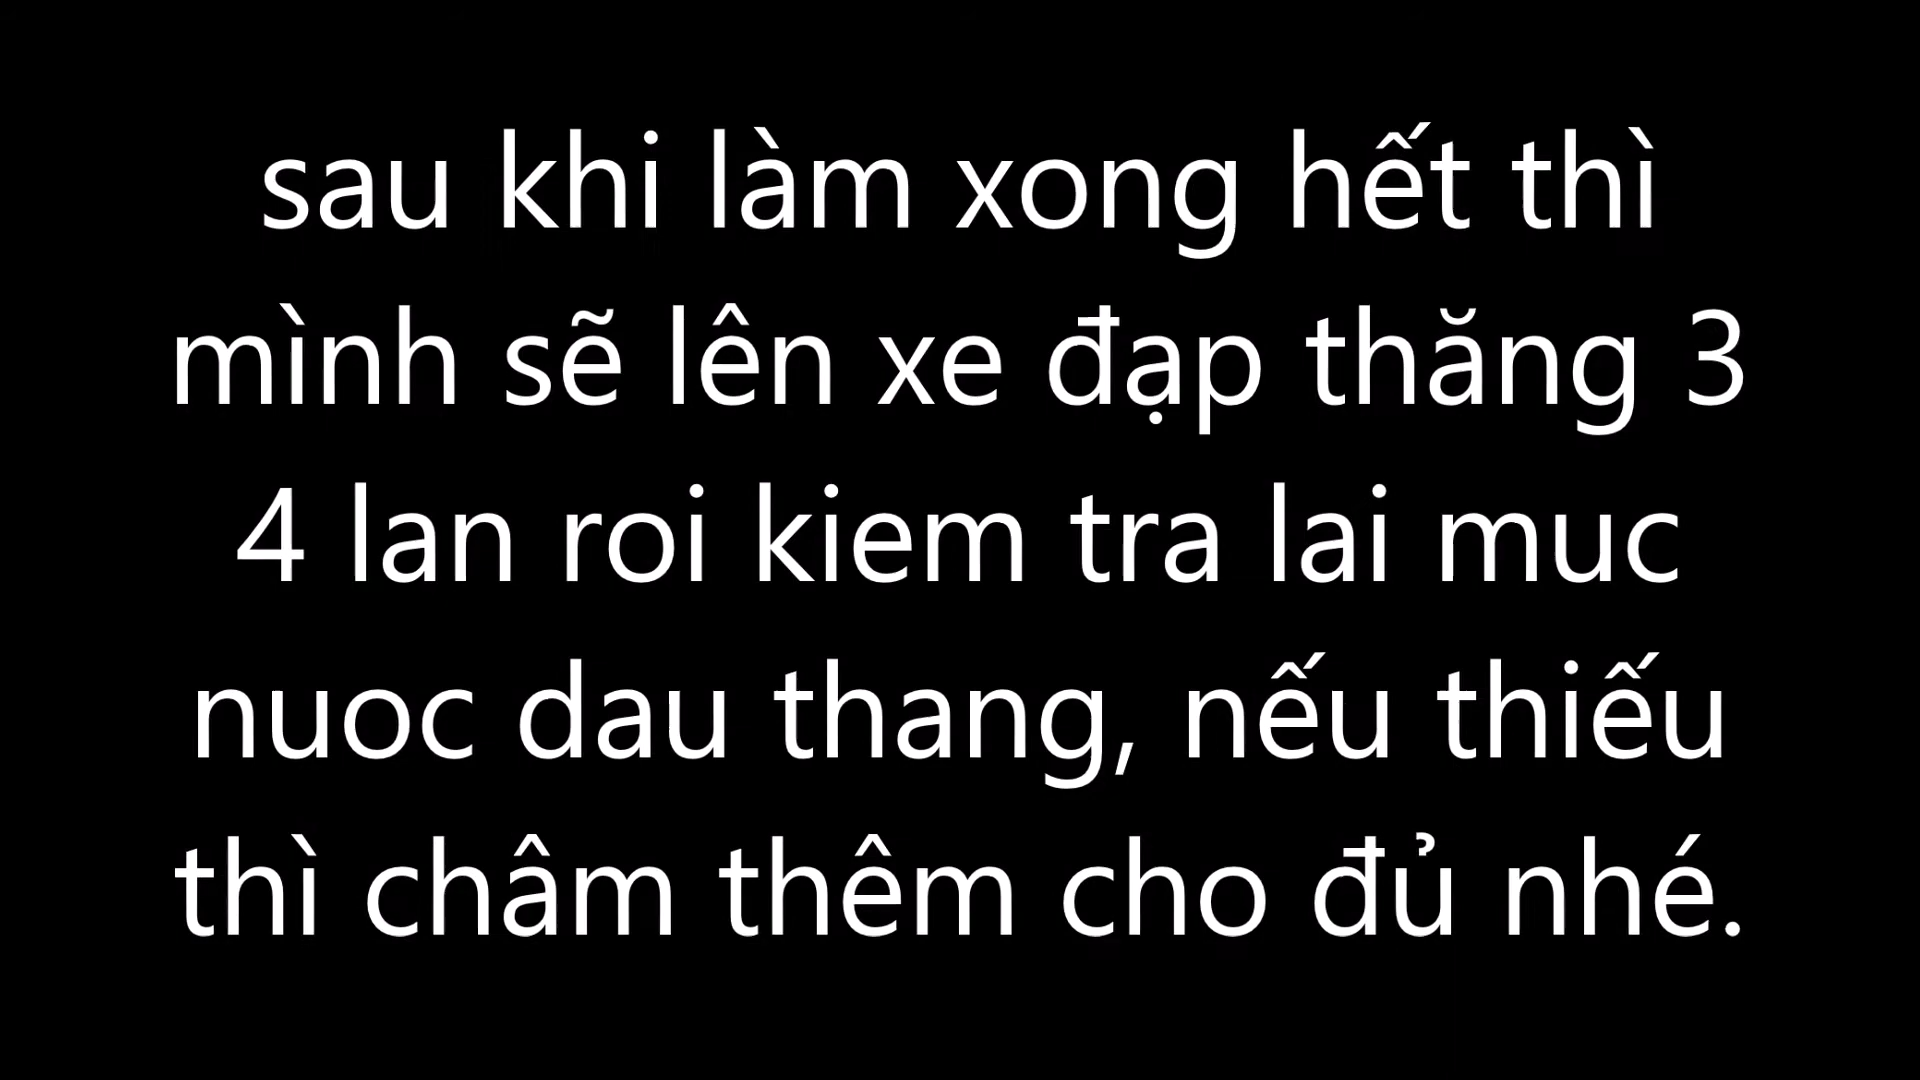 sau khi làm xong hết thì
mình sẽ lên xe đạp thăng 3
4 lan roi kiem tra lai muc
nuoc dau thang, nếu thiếu
thì châm thêm cho đủ nhé.